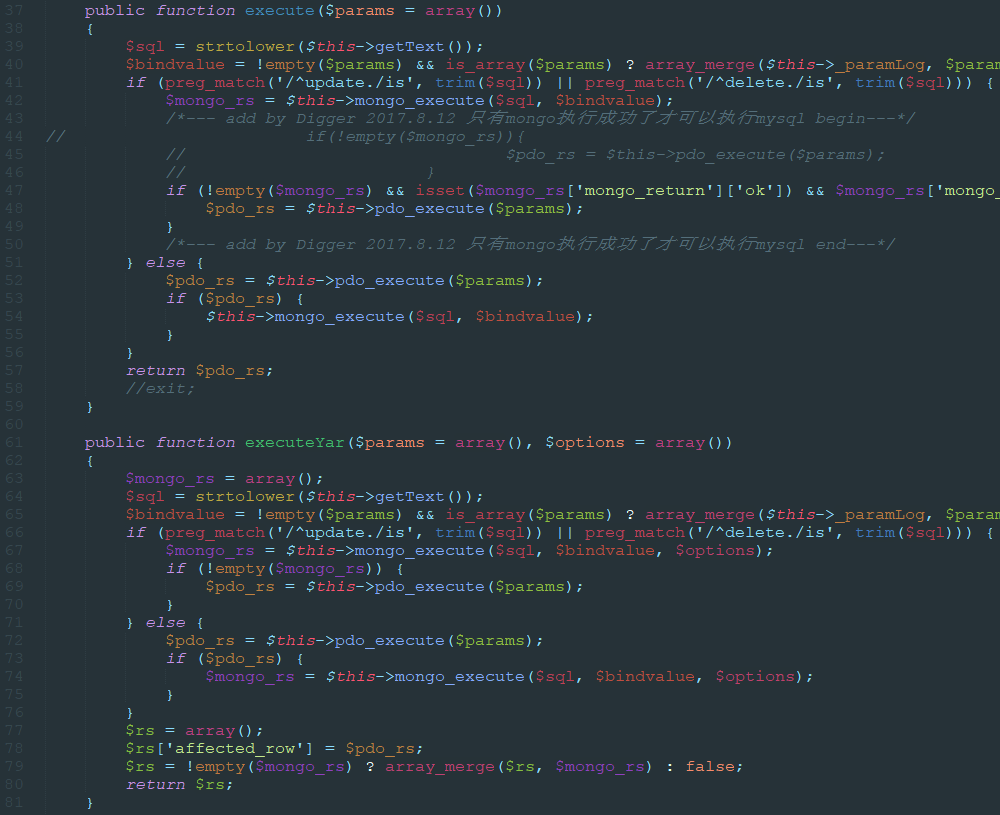 37 public function execute($params = array())
38 {
39 $sql = strtolower($this->getText());
40 $bindvalue = !empty($params) && is_array($params) ? array_merge($this->_paramLog, $param
41 if (preg_match('/^update./is', trim($sql)) || preg_match('/^delete./is', trim($sql))) {
42 $mongo_rs = $this->mongo_execute($sql, $bindvalue);
43 /*--- add by Digger 2017.8.12 只有mongo执行成功了才可以执行mysql begin---*/
44 // if(!empty($mongo_rs)){
45 // $pdo_rs = $this->pdo_execute($params);
46 // }
47 if (!empty($mongo_rs) && isset($mongo_rs['mongo_return']['ok']) && $mongo_rs['mongo_
48 $pdo_rs = $this->pdo_execute($params);
49 }
50 /*--- add by Digger 2017.8.12 只有mongo执行成功了才可以执行mysql end---*/
51 } else {
52 $pdo_rs = $this->pdo_execute($params);
53 if ($pdo_rs) {
54 $this->mongo_execute($sql, $bindvalue);
55 }
56 }
57 return $pdo_rs;
58 //exit;
59 }
60
61 public function executeYar($params = array(), $options = array())
62 {
63 $mongo_rs = array();
64 $sql = strtolower($this->getText());
65 $bindvalue = !empty($params) && is_array($params) ? array_merge($this->_paramLog, $param
66 if (preg_match('/^update./is', trim($sql)) || preg_match('/^delete./is', trim($sql))) {
67 $mongo_rs = $this->mongo_execute($sql, $bindvalue, $options);
68 if (!empty($mongo_rs)) {
69 $pdo_rs = $this->pdo_execute($params);
70 }
71 } else {
72 $pdo_rs = $this->pdo_execute($params);
73 if ($pdo_rs) {
74 $mongo_rs = $this->mongo_execute($sql, $bindvalue, $options);
75 }
76 }
77 $rs = array();
78 $rs['affected_row'] = $pdo_rs;
79 $rs = !empty($mongo_rs) ? array_merge($rs, $mongo_rs) : false;
80 return $rs;
81 }